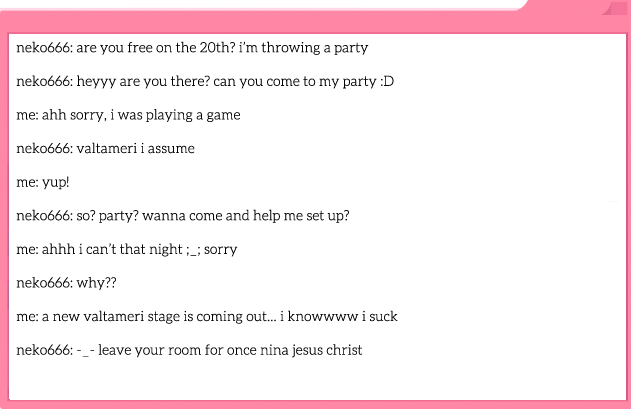 neko666: are you free on the 20th? i'm throwing a party
neko666: heyyy are you there? can you come to my party :D
me: ahh sorry, i was playing a game
neko666: valtameri i assume
me: yup!
neko666: so? party? wanna come and help me set up?
me: ahhh i can't that night ;_; sorry
neko666: why??
me: a new valtameri stage is coming out... i knowwww i suck
neko666: -_- leave your room for once nina jesus christ